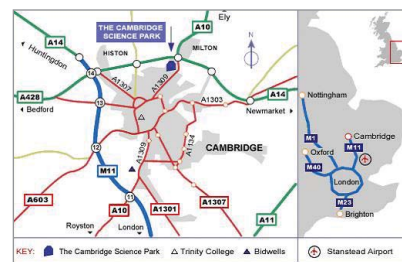 THE CAMBRIDGE
SCIENCE PARK
A10
Ely
A14
Huntingdon
HISTON
MILTON
N
14
A1307
A1309
A428
Bedford
13
A1303
A14
Newmarket
12
A1309
A1134
CAMBRIDGE
M11
A603
11
A10
A1301
A1307
A11
Royston
London
Nottingham
M1
Cambridge
Oxford
M11
M40
London
M23
Brighton
KEY: The Cambridge Science Park Trinity College Bidwells
Stanstead Airport